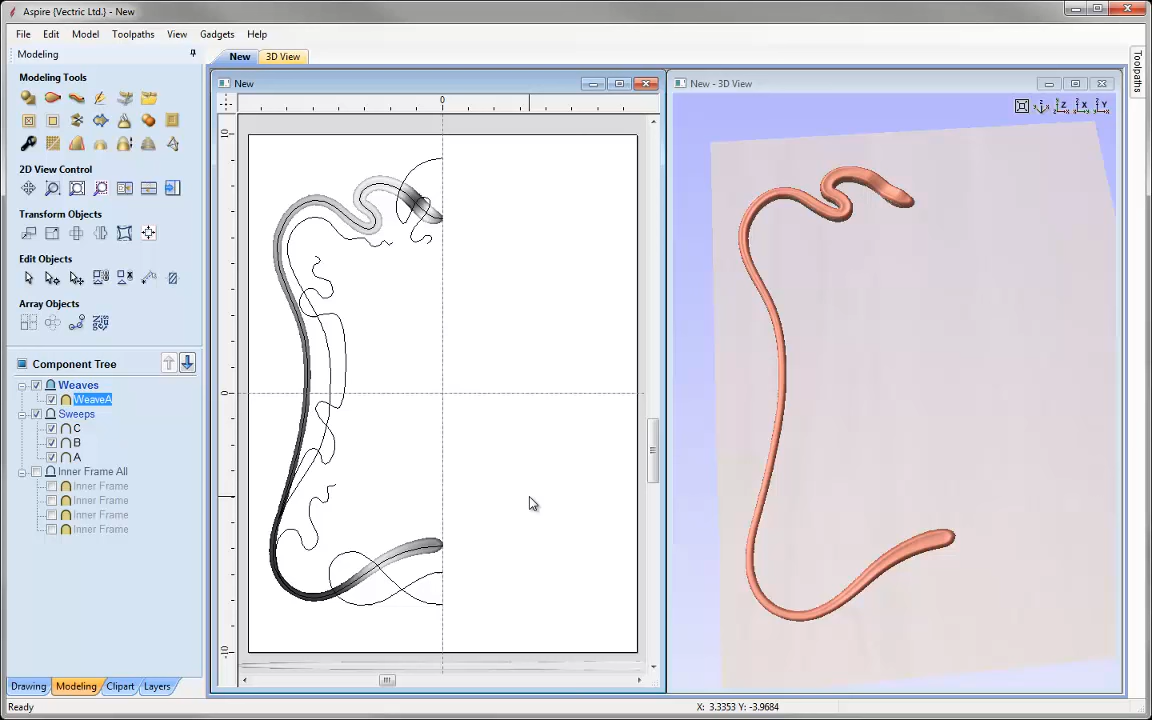 Aspire {Vectric Ltd.} - New
File Edit Model Toolpaths View Gadgets Help
Modeling
New
3D View
Toolpaths
Modeling Tools
2D View Control
Transform Objects
Edit Objects
Array Objects
Component Tree
Weaves
WeaveA
Sweeps
C
B
A
Inner Frame All
Inner Frame
Inner Frame
Inner Frame
Inner Frame
Drawing Modeling Clipart Layers
New
0
10
0
-10
New - 3D View
Z X Y
Ready
X: 3.3353 Y: -3.9684